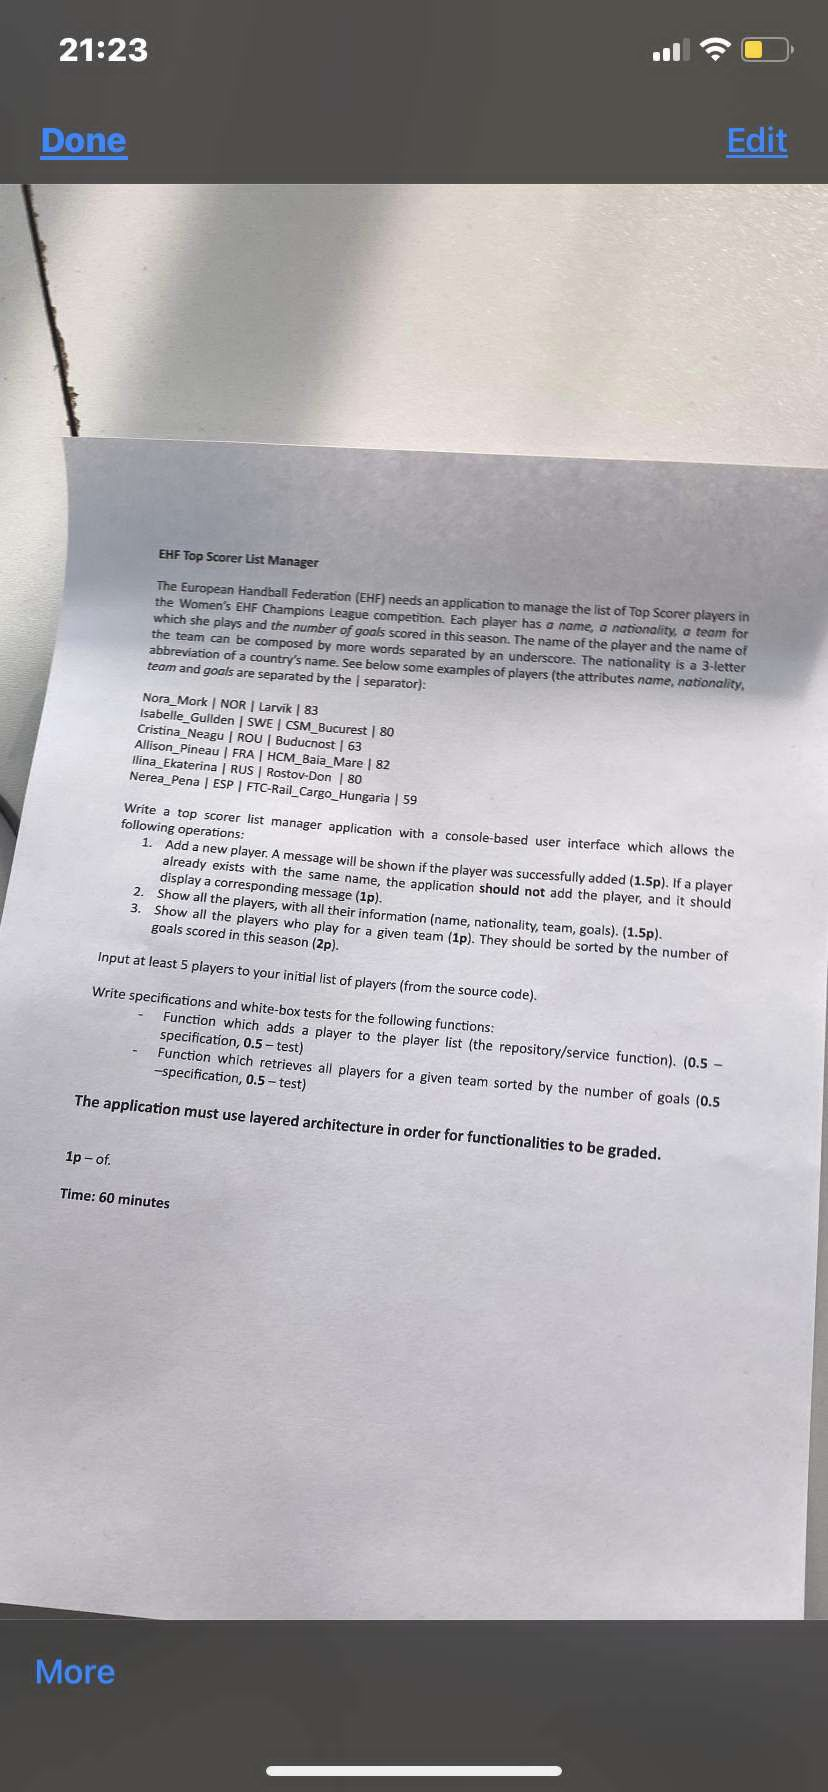 21:23
Done
Edit
EHF Top Scorer List Manager
The European Handball Federation (EHF) needs an application to manage the list of Top Scorer players in
the Women's EHF Champions League competition. Each player has a name, a nationality, a team for
which she plays and the number of goals scored in this season. The name of the player and the name of
the team can be composed by more words separated by an underscore. The nationality is a 3-letter
abbreviation of a country's name. See below some examples of players (the attributes name, nationality,
team and goals are separated by the | separator):
Nora_Mork | NOR | Larvik | 83
Isabelle_Gullden | SWE | CSM_Bucurest | 80
Cristina_Neagu | ROU | Buducnost | 63
Allison_Pineau | FRA | HCM_Baia_Mare | 82
Ilina_Ekaterina | RUS | Rostov-Don | 80
Nerea_Pena | ESP | FTC-Rail_Cargo_Hungaria | 59
Write a top scorer list manager application with a console-based user interface which allows the
following operations:
1. Add a new player. A message will be shown if the player was successfully added (1.5p). If a player
already exists with the same name, the application should not add the player, and it should
display a corresponding message (1p).
2. Show all the players, with all their information (name, nationality, team, goals). (1.5p).
3. Show all the players who play for a given team (1p). They should be sorted by the number of
goals scored in this season (2p).
Input at least 5 players to your initial list of players (from the source code).
Write specifications and white-box tests for the following functions:
- Function which adds a player to the player list (the repository/service function). (0.5 –
specification, 0.5 – test)
- Function which retrieves all players for a given team sorted by the number of goals (0.5
–specification, 0.5 – test)
The application must use layered architecture in order for functionalities to be graded.
1p – of.
Time: 60 minutes
More